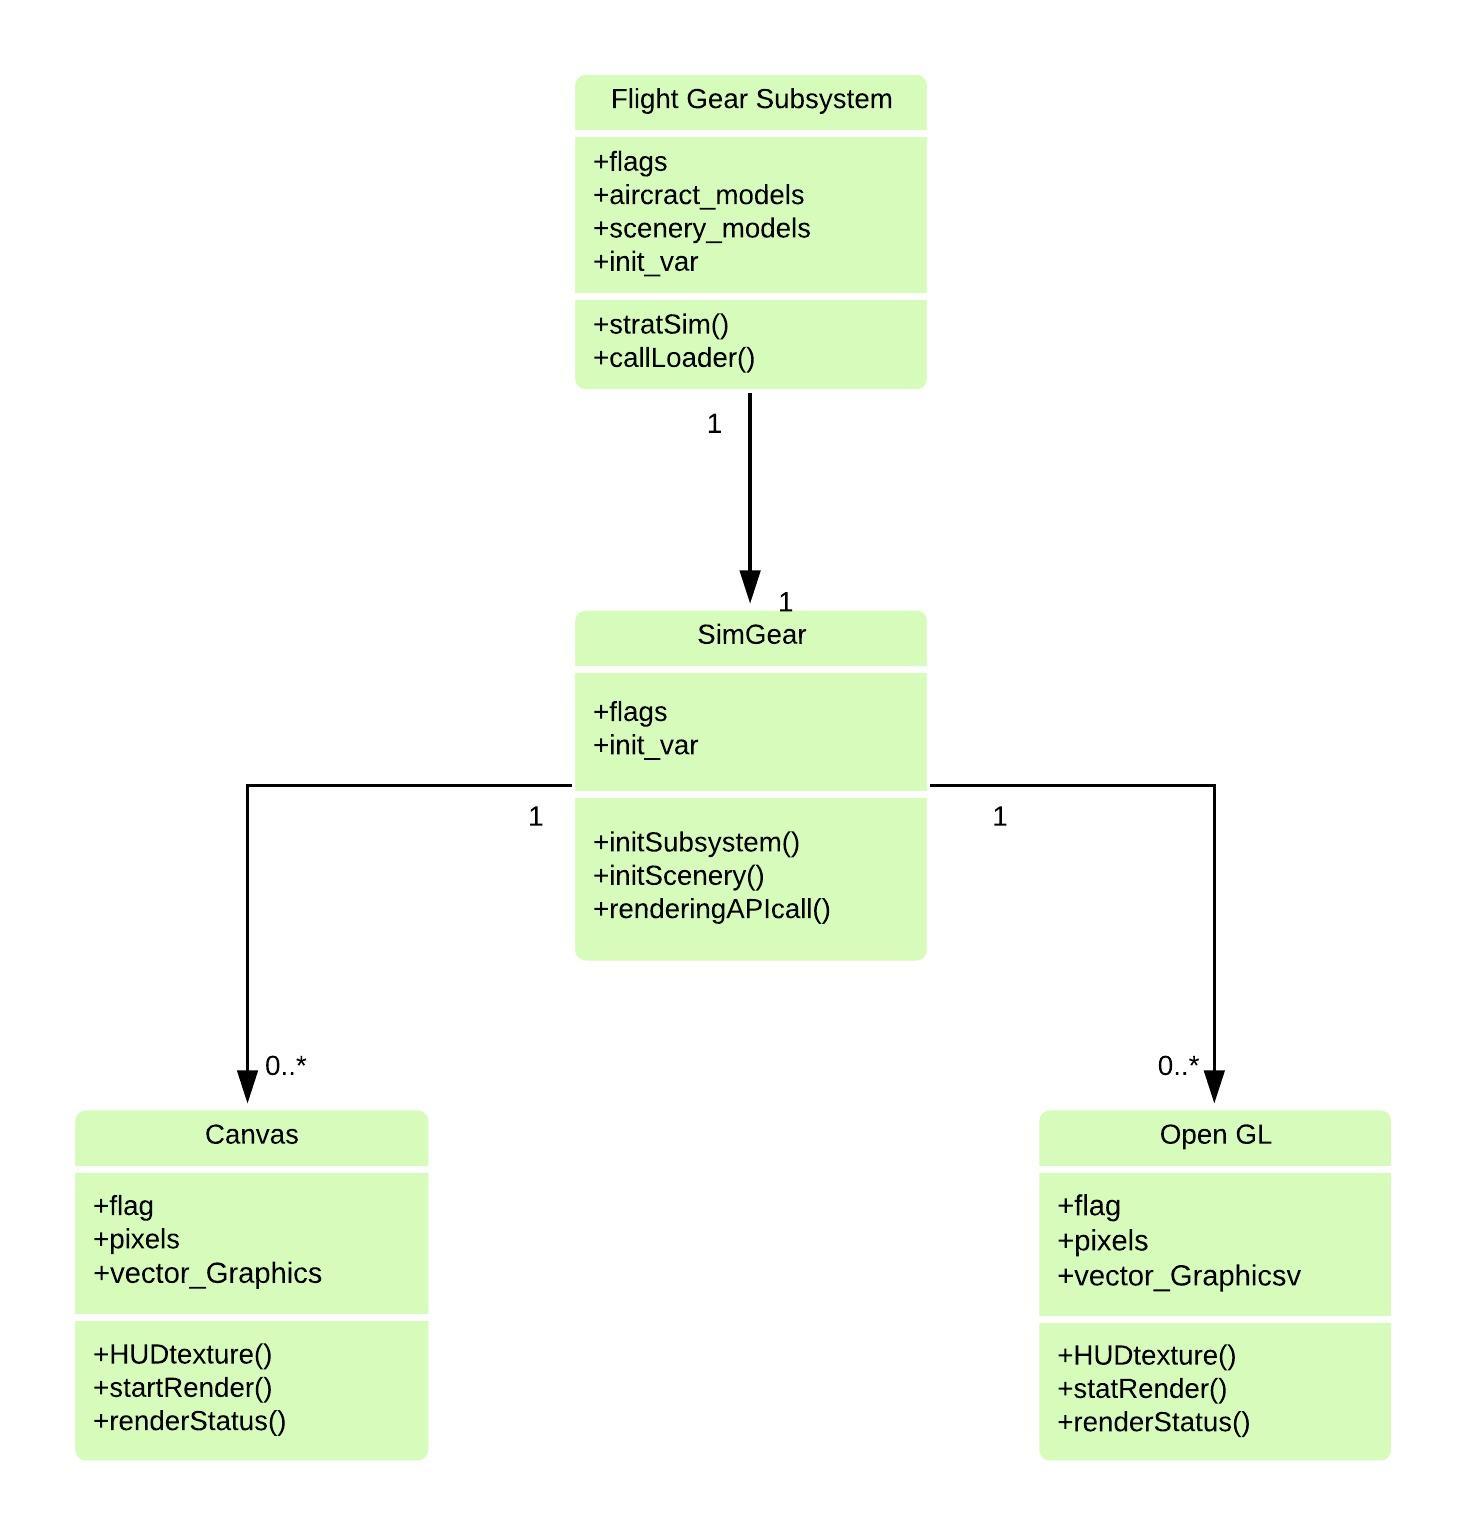 Flight Gear Subsystem
+flags
+aircract_models
+scenery_models
+init_var
+stratSim()
+callLoader()
1
1
SimGear
+flags
+init_var
+initSubsystem()
+initScenery()
+renderingAPIcall()
1
1
0..*
0..*
Canvas
+flag
+pixels
+vector_Graphics
+HUDtexture()
+startRender()
+renderStatus()
Open GL
+flag
+pixels
+vector_Graphicsv
+HUDtexture()
+statRender()
+renderStatus()